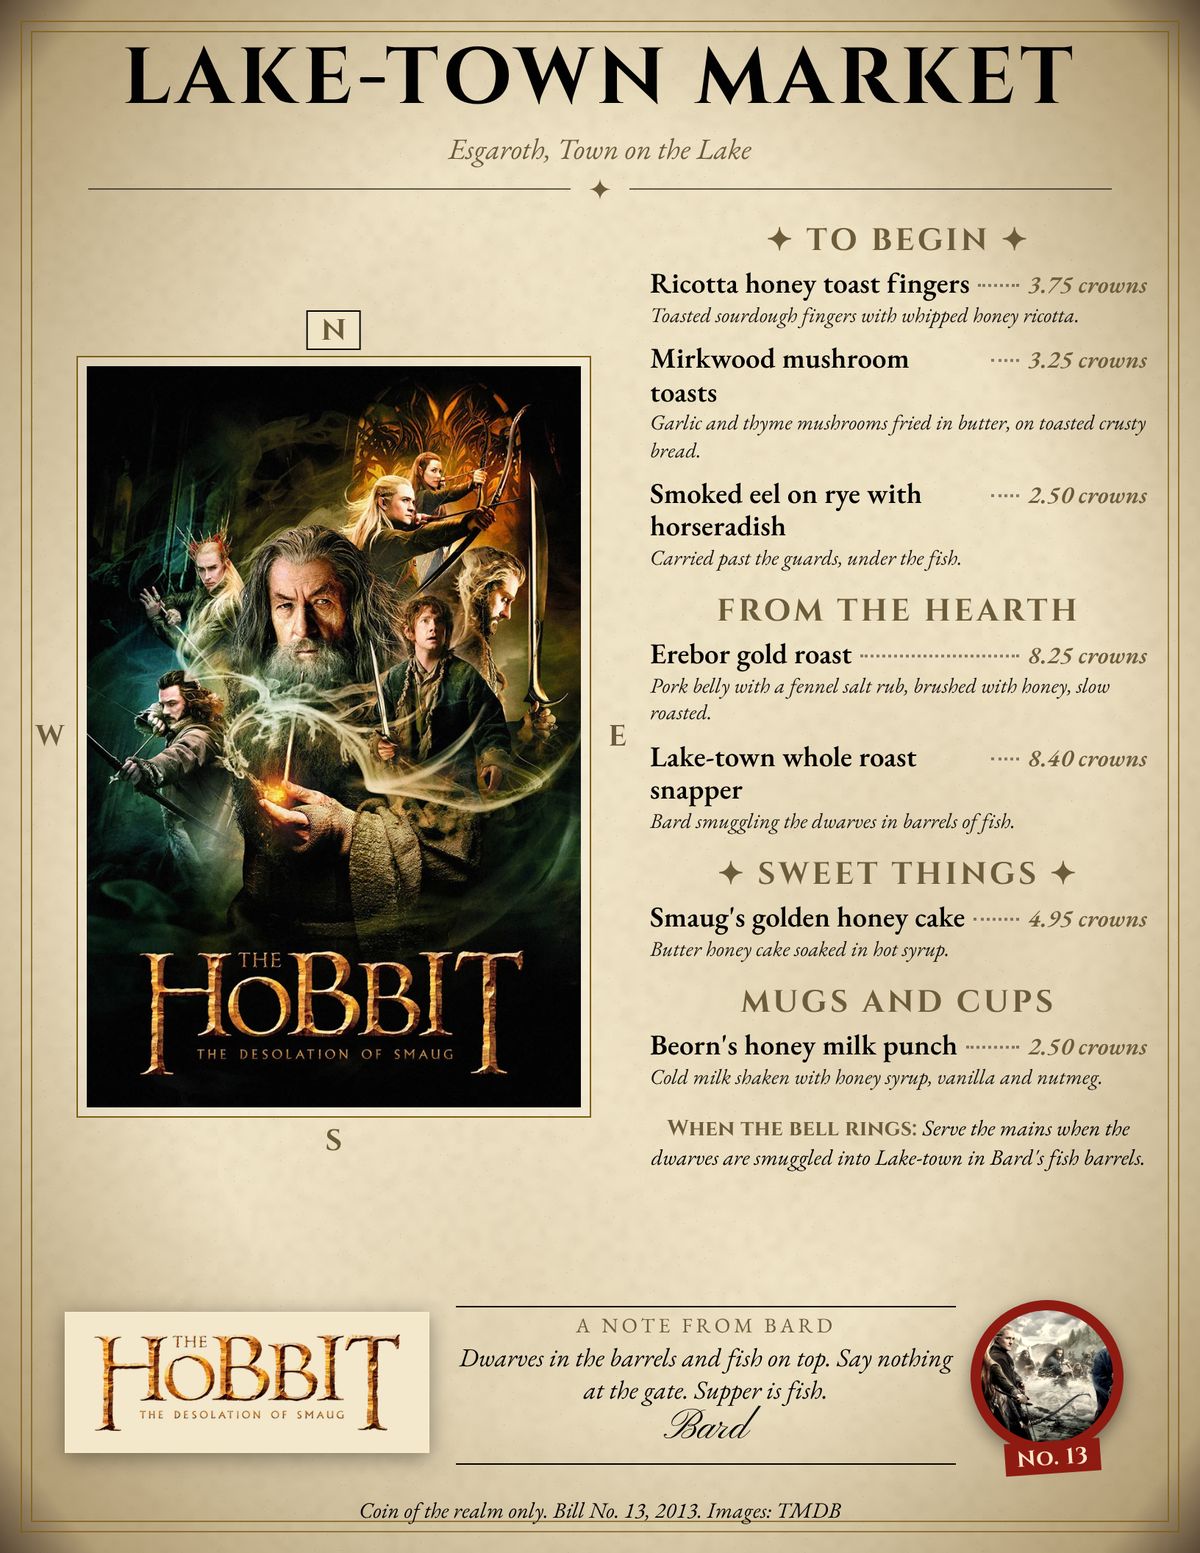 LAKE-TOWN MARKET
Esgaroth, Town on the Lake
N
W
E
S
THE HOBBIT
THE DESOLATION OF SMAUG
✦ TO BEGIN ✦
Ricotta honey toast fingers ······· 3.75 crowns
Toasted sourdough fingers with whipped honey ricotta.
Mirkwood mushroom ····· 3.25 crowns
toasts
Garlic and thyme mushrooms fried in butter, on toasted crusty
bread.
Smoked eel on rye with ····· 2.50 crowns
horseradish
Carried past the guards, under the fish.
FROM THE HEARTH
Erebor gold roast ······· 8.25 crowns
Pork belly with a fennel salt rub, brushed with honey, slow
roasted.
Lake-town whole roast ····· 8.40 crowns
snapper
Bard smuggling the dwarves in barrels of fish.
✦ SWEET THINGS ✦
Smaug's golden honey cake ······· 4.95 crowns
Butter honey cake soaked in hot syrup.
MUGS AND CUPS
Beorn's honey milk punch ······· 2.50 crowns
Cold milk shaken with honey syrup, vanilla and nutmeg.
WHEN THE BELL RINGS: Serve the mains when the
dwarves are smuggled into Lake-town in Bard's fish barrels.
THE HOBBIT
THE DESOLATION OF SMAUG
A NOTE FROM BARD
Dwarves in the barrels and fish on top. Say nothing
at the gate. Supper is fish.
Bard
NO. 13
Coin of the realm only. Bill No. 13, 2013. Images: TMDB